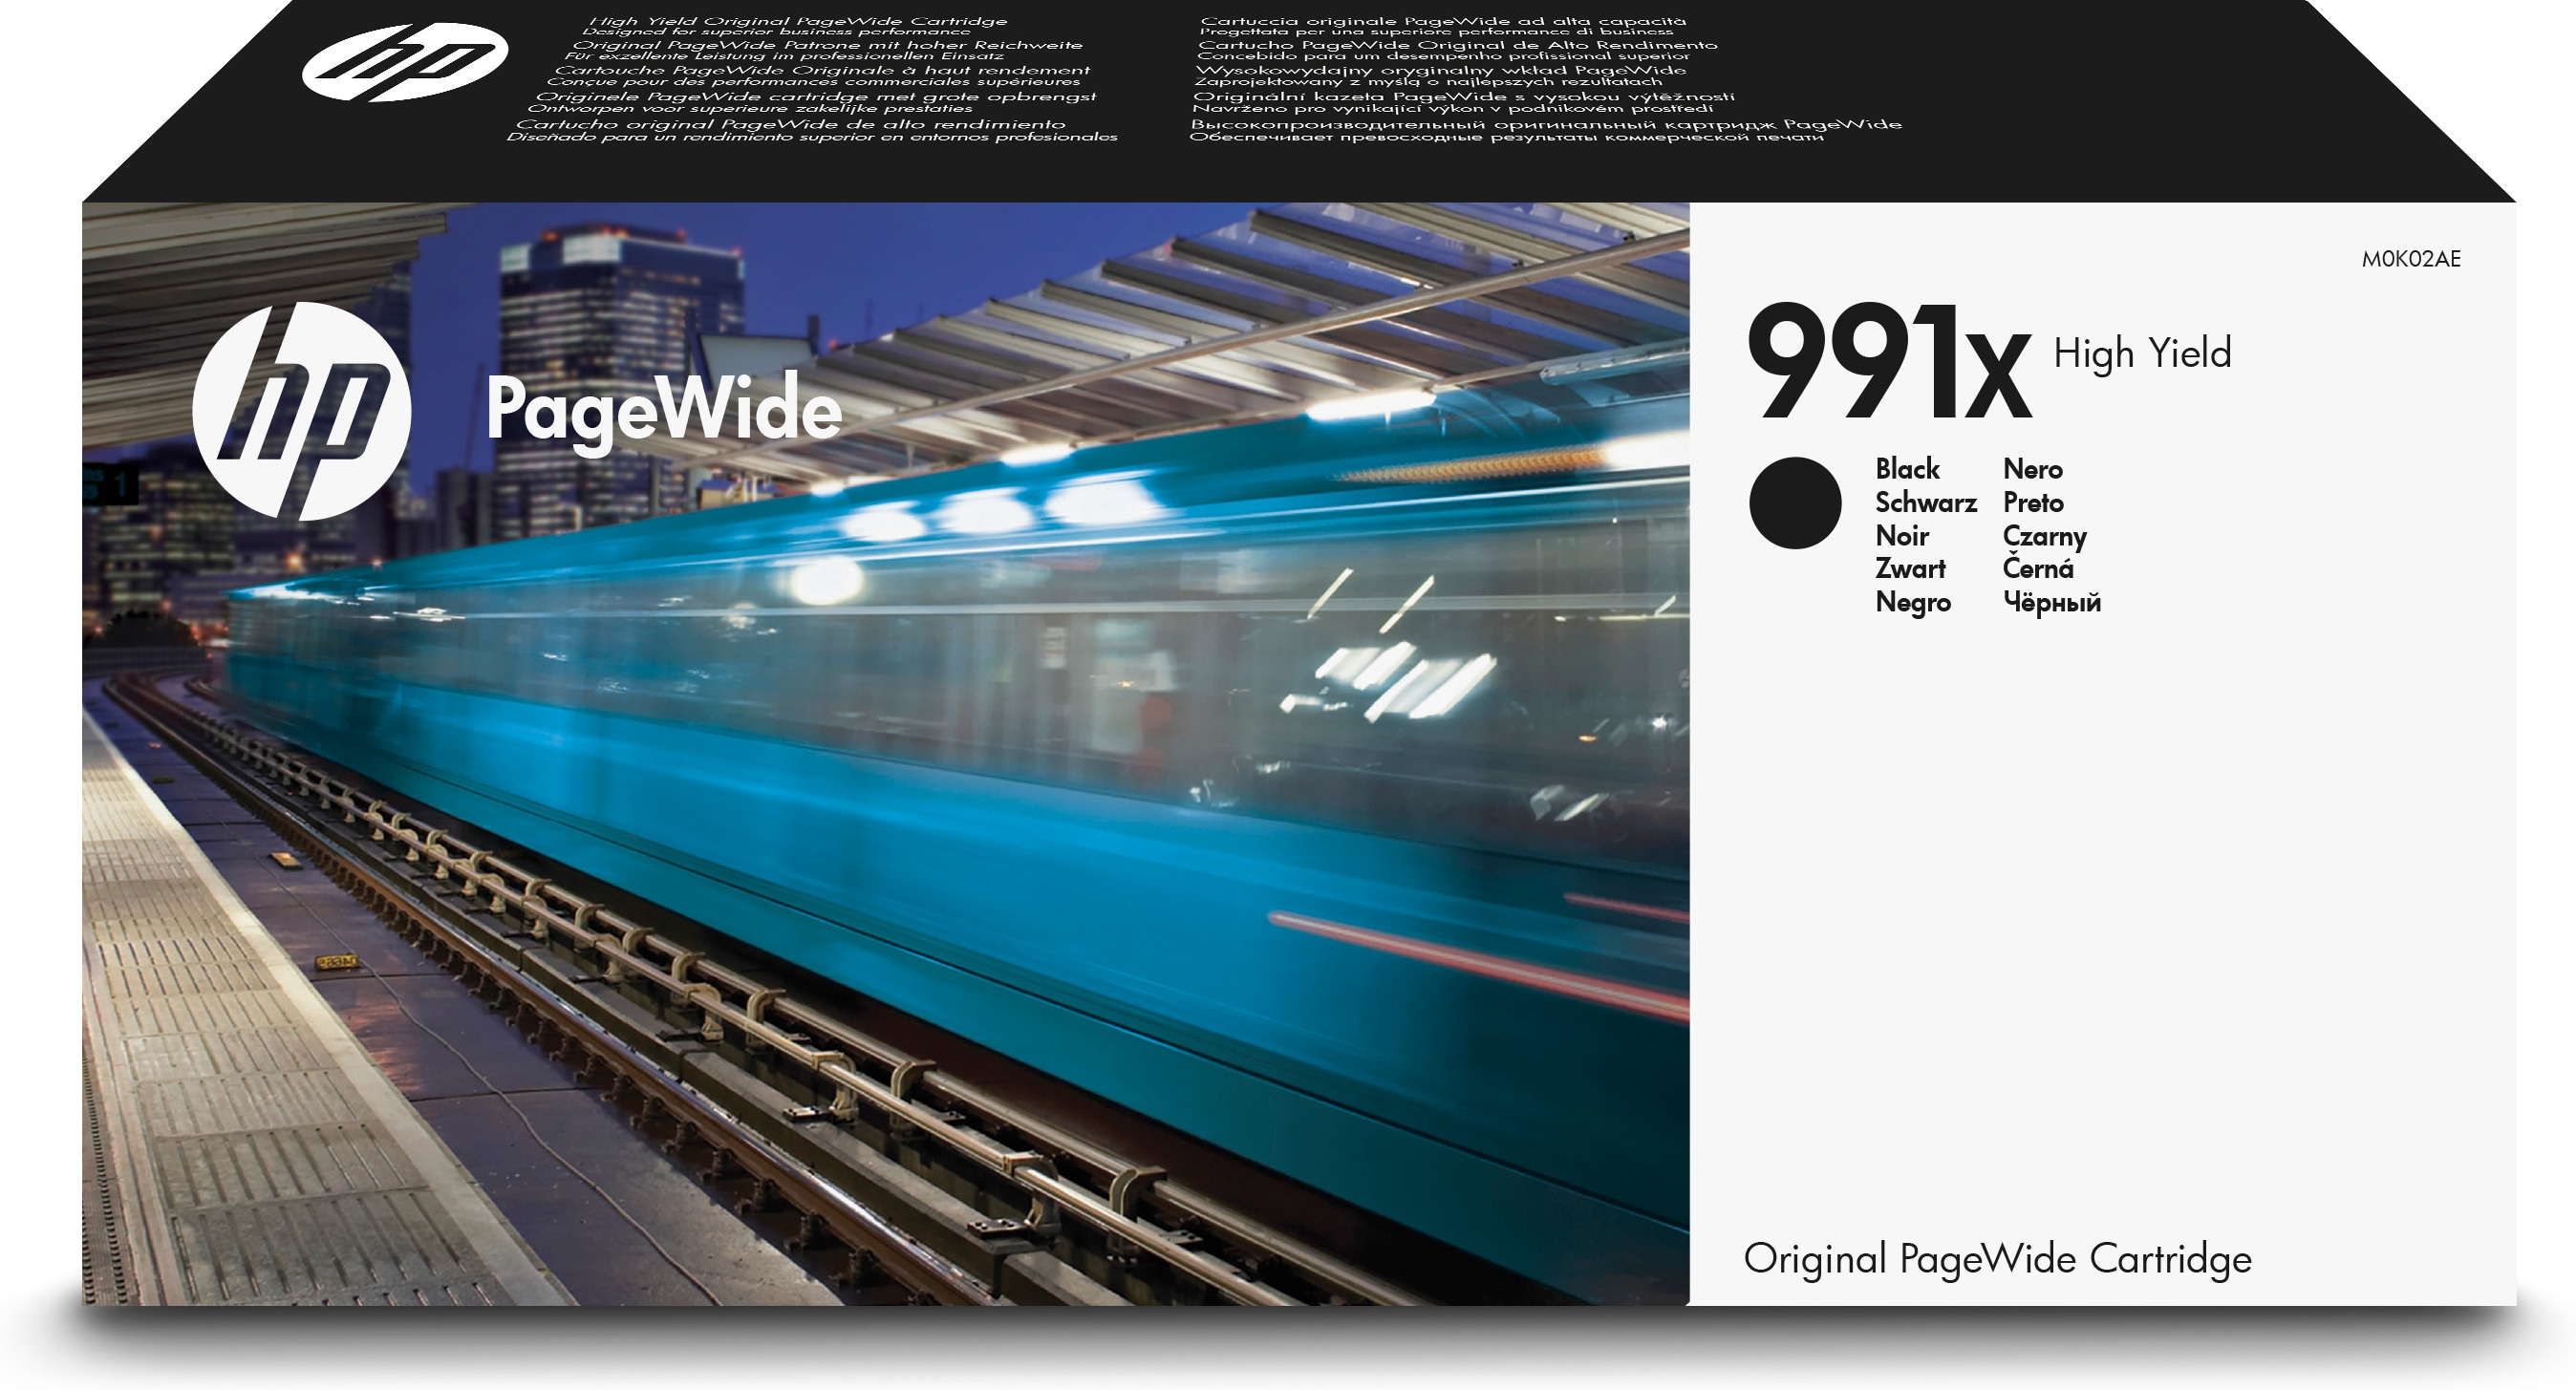 hp
High Yield Original PageWide Cartridge
Designed for superior business performance
Original PageWide Patrone mit hoher Reichweite
Für exzellente Leistung im professionellen Einsatz
Cartouche PageWide Originale à haut rendement
Conçue pour des performances commerciales supérieures
Originele PageWide cartridge met grote opbrengst
Ontworpen voor superieure zakelijke prestaties
Cartucho original PageWide de alto rendimiento
Diseñado para un rendimiento superior en entornos profesionales
Cartuccia originale PageWide ad alta capacità
Progettata per una superiore performance di business
Cartucho PageWide Original de Alto Rendimento
Concebido para um desempenho profissional superior
Wysokowydajny oryginalny wkład PageWide
Zaprojektowany z myślą o najlepszych rezultatach
Originální kazeta PageWide s vysokou výtěžností
Navrženo pro vynikající výkon v podnikovém prostředí
Высокопроизводительный оригинальный картридж PageWide
Обеспечивает превосходные результаты коммерческой печати
hp
PageWide
1
M0K02AE
991x High Yield
Black
Schwarz
Noir
Zwart
Negro
Nero
Preto
Czarny
Černá
Чёрный
Original PageWide Cartridge